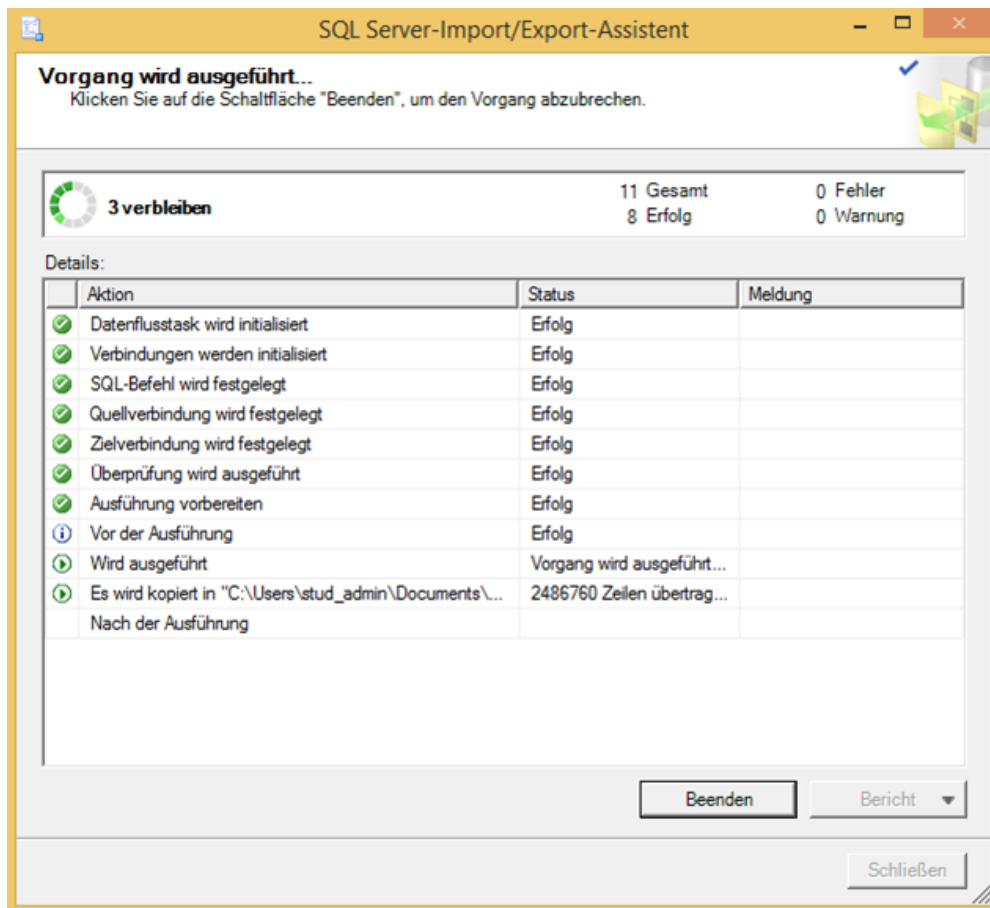 SQL Server-Import/Export-Assistent
Vorgang wird ausgeführt...
Klicken Sie auf die Schaltfläche "Beenden", um den Vorgang abzubrechen.
3 verbleiben
11 Gesamt
0 Fehler
8 Erfolg
0 Warnung
Details:
Aktion Status Meldung
Datenflusstask wird initialisiert Erfolg
Verbindungen werden initialisiert Erfolg
SQL-Befehl wird festgelegt Erfolg
Quellverbindung wird festgelegt Erfolg
Zielverbindung wird festgelegt Erfolg
Überprüfung wird ausgeführt Erfolg
Ausführung vorbereiten Erfolg
Vor der Ausführung Erfolg
Wird ausgeführt Vorgang wird ausgeführt...
Es wird kopiert in "C:\Users\stud_admin\Documents\... 2486760 Zeilen übertrag...
Nach der Ausführung
Beenden
Bericht
Schließen